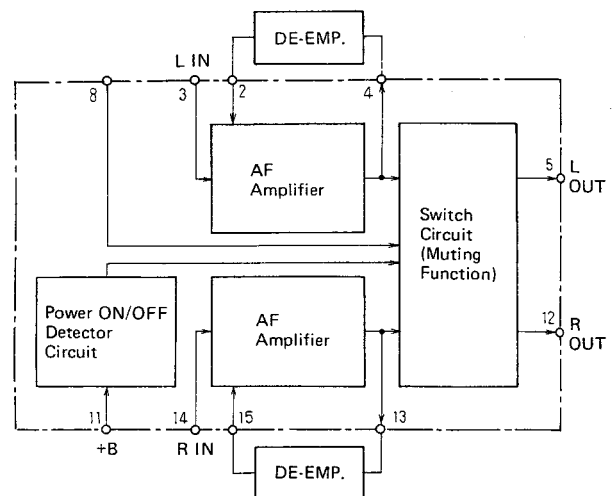 DE-EMP.
L IN
8
3
2
4
AF
Amplifier
5
L
OUT
Switch
Circuit
(Muting
Function)
Power ON/OFF
Detector
Circuit
AF
Amplifier
12
R
OUT
11
14
15
13
+B
R IN
DE-EMP.